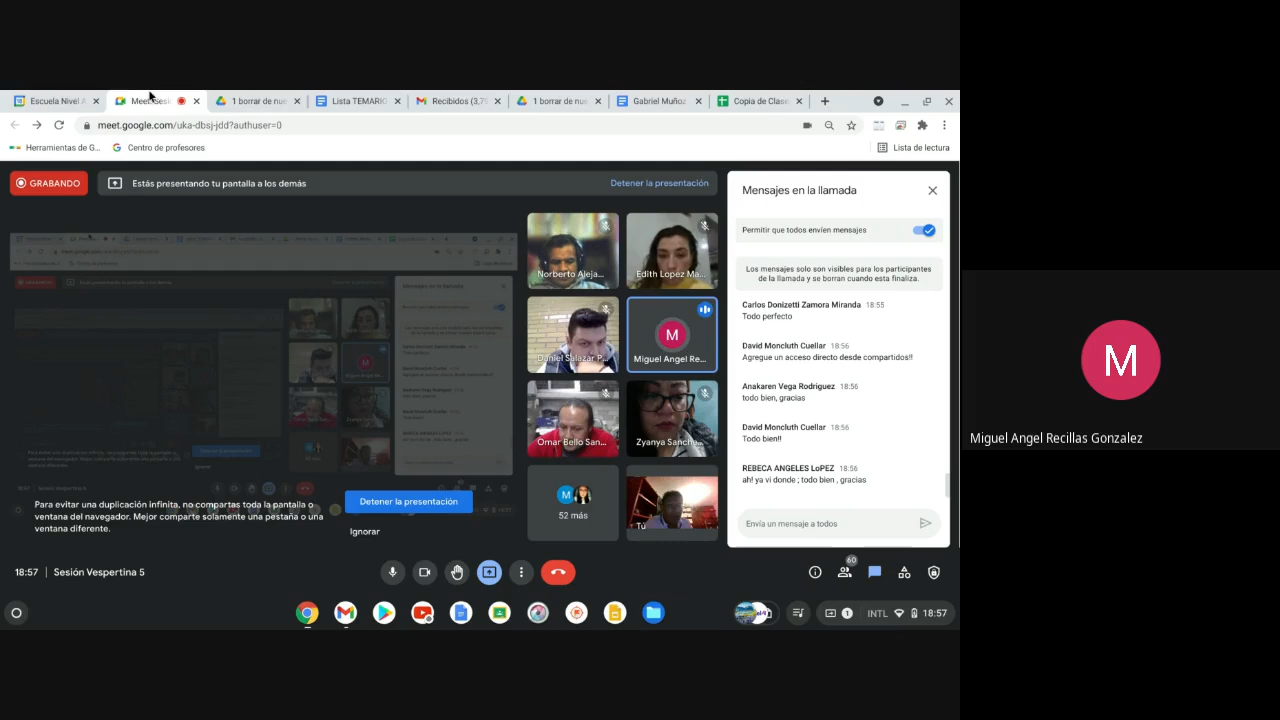 Escuela Nivel A
Meet: Sesi
1 borrar de nue
Lista TEMARIO
Recibidos (3,79
1 borrar de nue
Gabriel Muñoz
Copia de Clase
meet.google.com/uka-dbsj-jdd?authuser=0
Herramientas de G...
Centro de profesores
Lista de lectura
GRABANDO
Estás presentando tu pantalla a los demás
Detener la presentación
Mensajes en la llamada
Permitir que todos envíen mensajes
Los mensajes solo son visibles para los participantes
de la llamada y se borran cuando esta finaliza.
Carlos Donizetti Zamora Miranda 18:55
Todo perfecto
David Moncluth Cuellar 18:56
Agregue un acceso directo desde compartidos!!
Anakaren Vega Rodriguez 18:56
todo bien, gracias
David Moncluth Cuellar 18:56
Todo bien!!
REBECA ANGELES LoPEZ 18:56
ah! ya vi donde ; todo bien , gracias
Envía un mensaje a todos
Norberto Aleja...
Edith Lopez Ma...
Daniel Salazar P...
Miguel Angel Re...
M
Omar Bello San...
Zyanya Sanche...
M
52 más
Tú
Para evitar una duplicación infinita, no compartas toda la pantalla o
ventana del navegador. Mejor comparte solamente una pestaña o una
ventana diferente.
Detener la presentación
Ignorar
18:57 | Sesión Vespertina 5
60
1
INTL
18:57
M
Miguel Angel Recillas Gonzalez